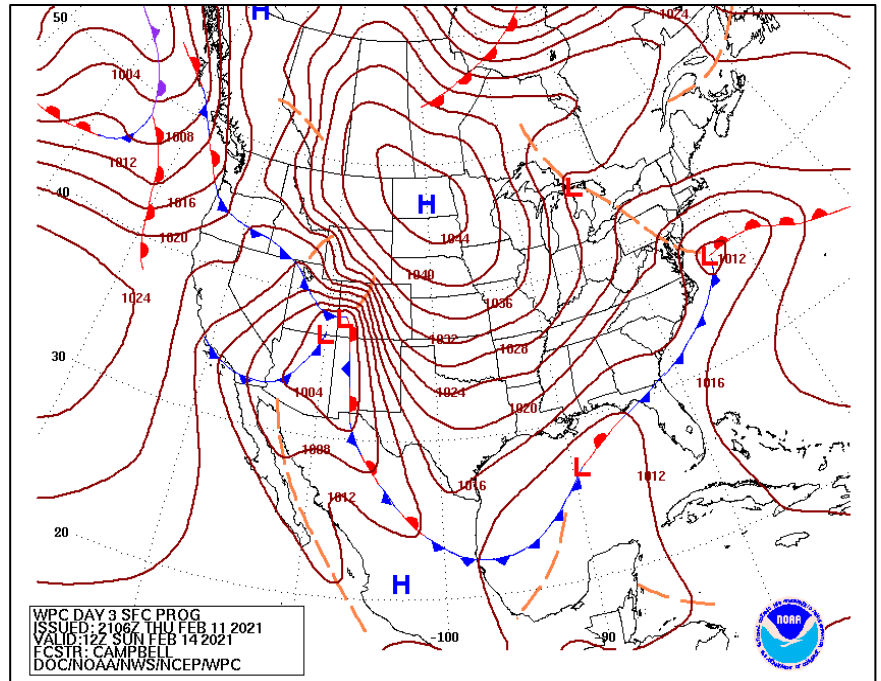 50
H
1024
1004
1008
1012
40
1016
L
H
1020
1044
L
1012
1040
1024
1036
L
L
1032
1028
30
1016
1004
1024
1020
1008
L
1012
1016
1012
20
H
-100
-90
NOAA
WPC DAY 3 SFC PROG
ISSUED: 2106Z THU FEB 11 2021
VALID:12Z SUN FEB 14 2021
FCSTR: CAMPBELL
DOC/NOAA/NWS/NCEP/WPC